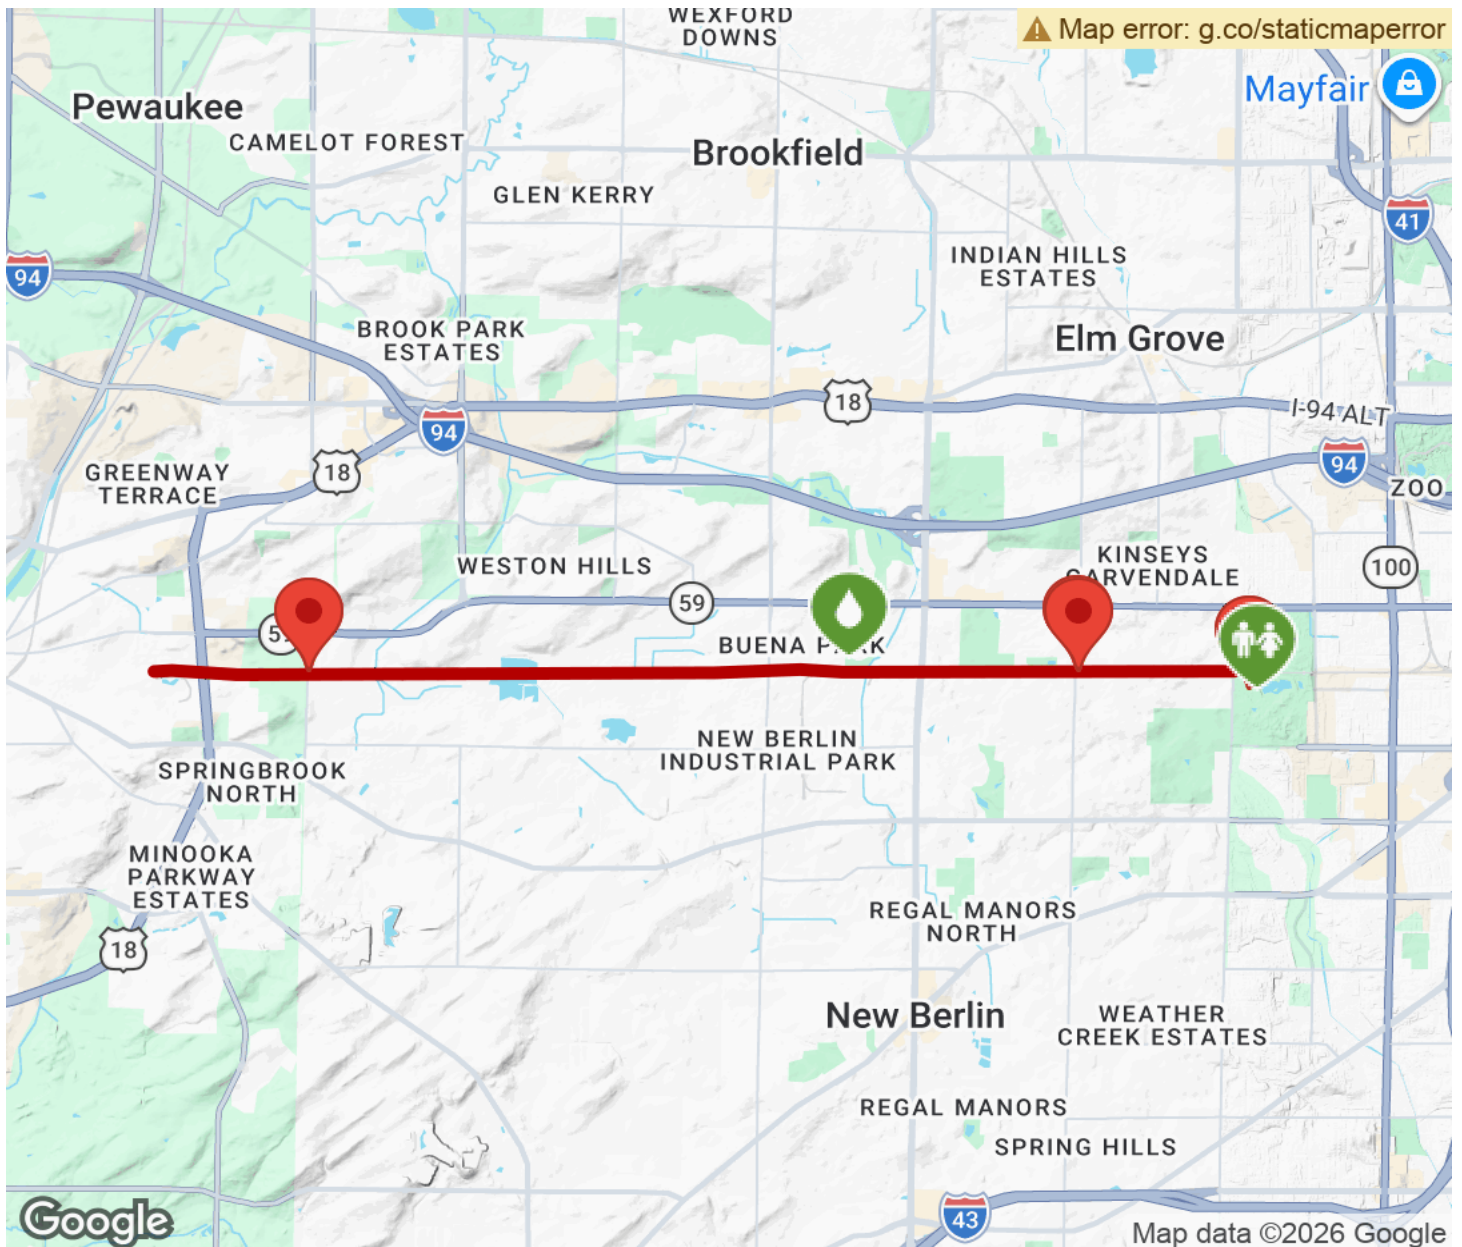 WEXFORD
DOWNS
Map error: g.co/staticmaperror
Mayfair
Pewaukee
CAMELOT FOREST
Brookfield
GLEN KERRY
41
94
INDIAN HILLS
ESTATES
BROOK PARK
ESTATES
Elm Grove
18
I-94 ALT
94
94
18
GREENWAY
TERRACE
ZOO
WESTON HILLS
KINSEYS
GARVENDALE
100
59
BUENA PARK
NEW BERLIN
INDUSTRIAL PARK
SPRINGBROOK
NORTH
MINOOKA
PARKWAY
ESTATES
REGAL MANORS
NORTH
18
New Berlin
WEATHER
CREEK ESTATES
REGAL MANORS
SPRING HILLS
43
Google
Map data ©2026 Google